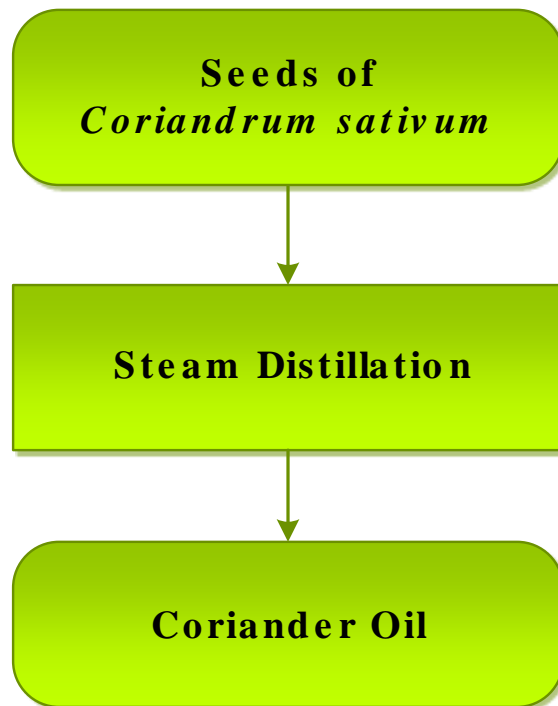 Seeds of
Coriandrum sativum
Steam Distillation
Coriander Oil